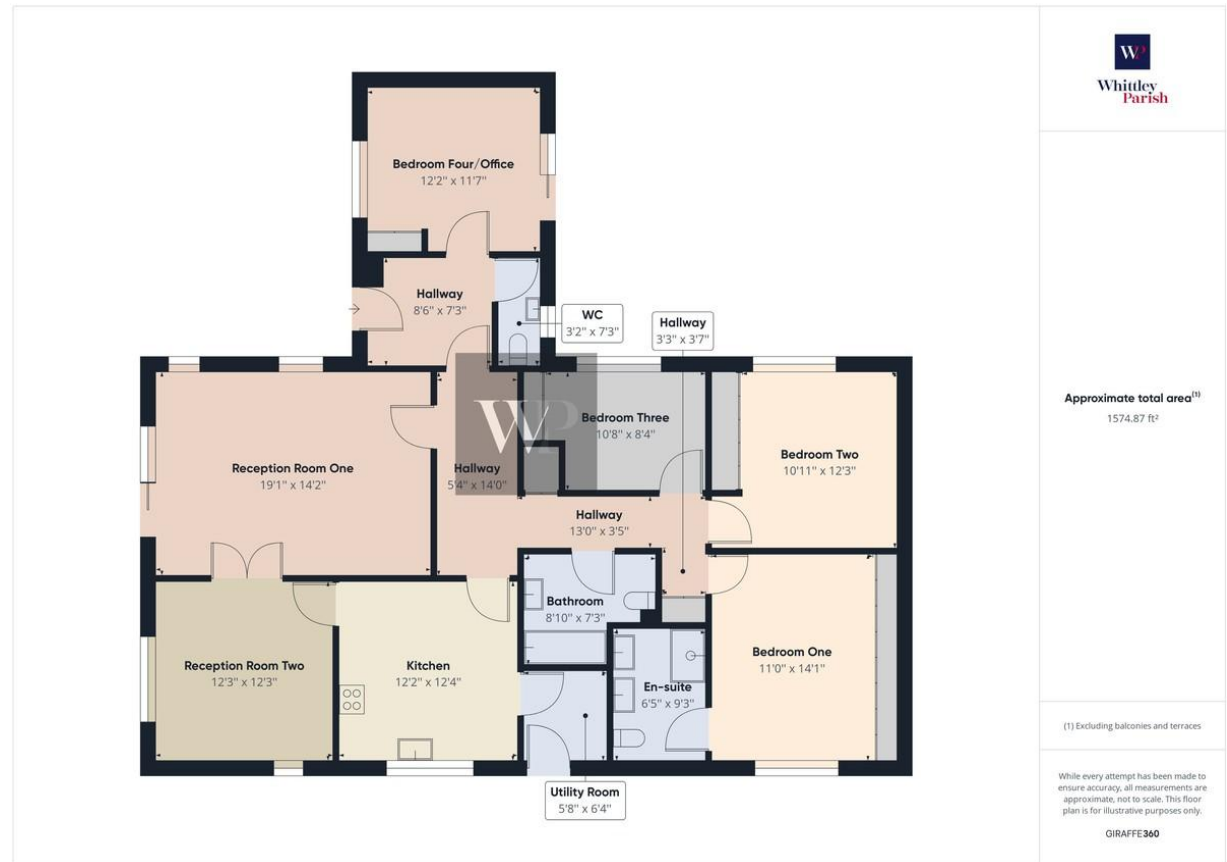 WP
Whittley
Parish
Bedroom Four/Office
12'2" x 11'7"
Hallway
8'6" x 7'3"
WC
3'2" x 7'3"
Hallway
3'3" x 3'7"
WP
Bedroom Three
10'8" x 8'4"
Reception Room One
19'1" x 14'2"
Hallway
5'4" x 14'0"
Bedroom Two
10'11" x 12'3"
Hallway
13'0" x 3'5"
Bathroom
8'10" x 7'3"
Reception Room Two
12'3" x 12'3"
Kitchen
12'2" x 12'4"
En-suite
6'5" x 9'3"
Bedroom One
11'0" x 14'1"
Utility Room
5'8" x 6'4"
Approximate total area(1)
1574.87 ft²
(1) Excluding balconies and terraces
While every attempt has been made to
ensure accuracy, all measurements are
approximate, not to scale. This floor
plan is for illustrative purposes only.
GIRAFFE360